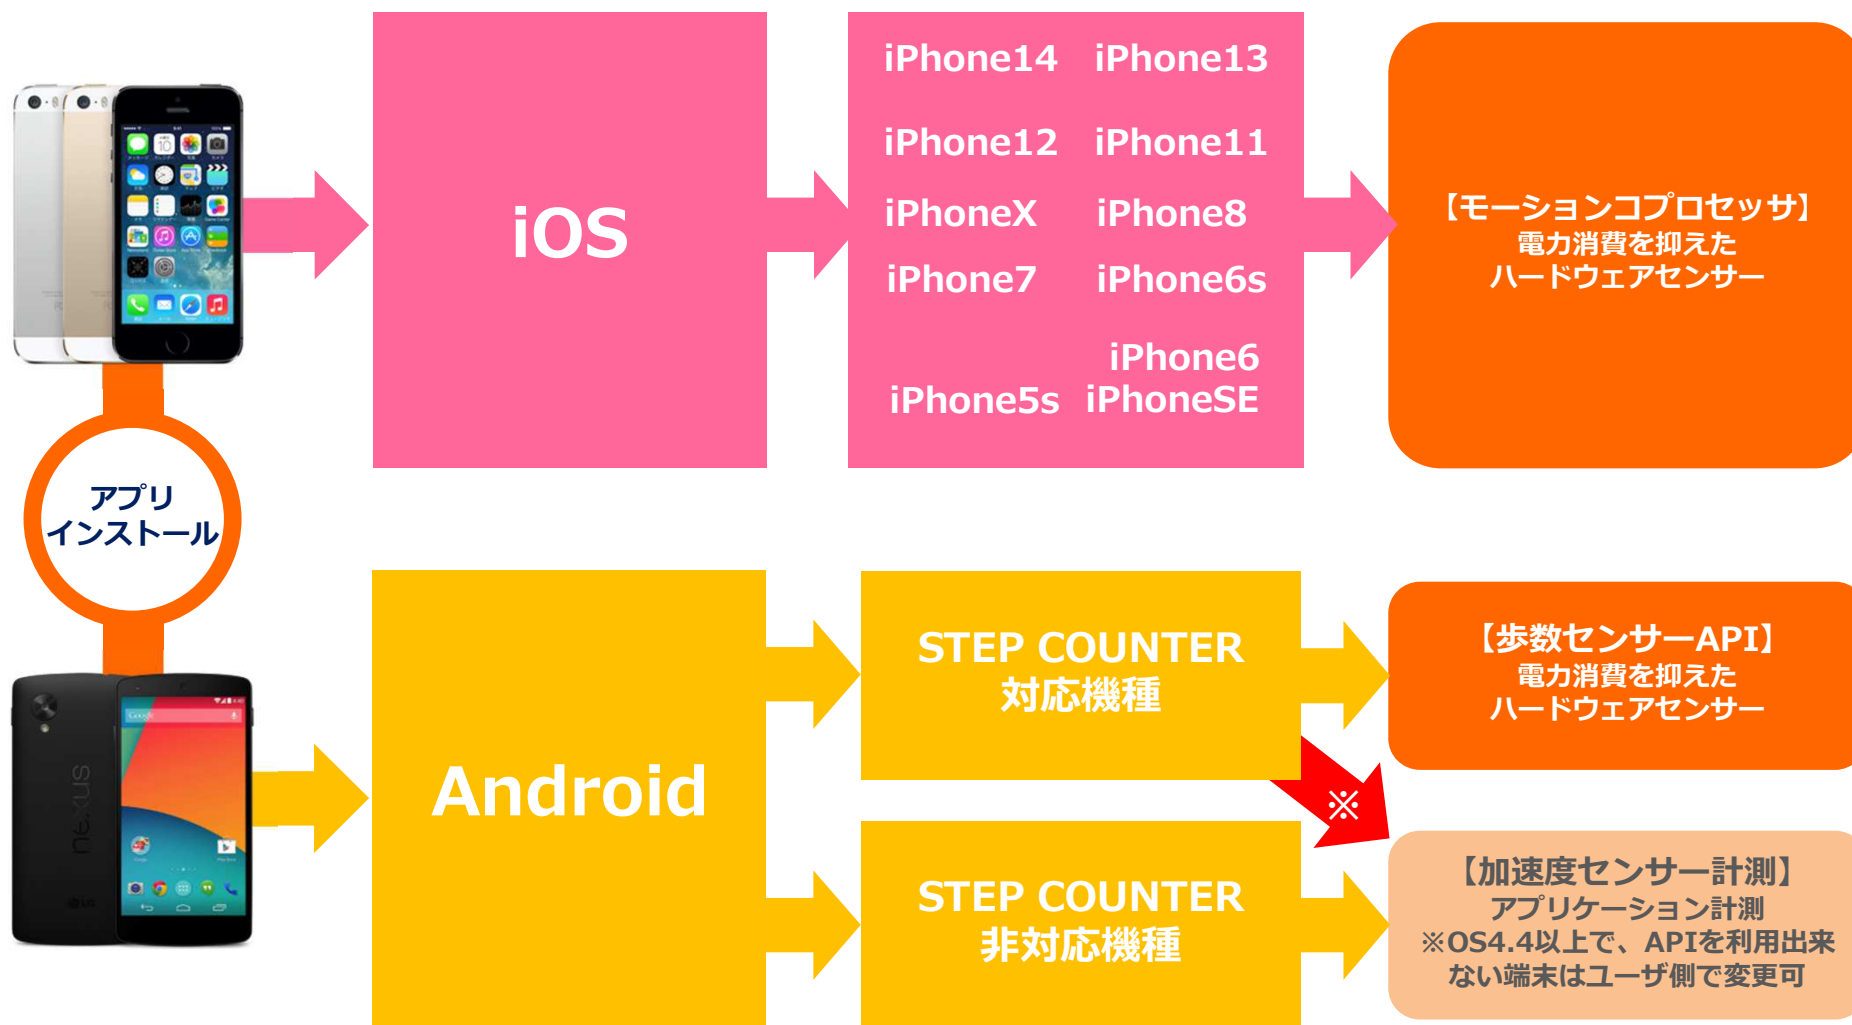 iOS
iPhone14 iPhone13
iPhone12 iPhone11
iPhoneX iPhone8
iPhone7 iPhone6s
iPhone6
iPhone5s iPhoneSE
【モーションコプロセッサ】
電力消費を抑えた
ハードウェアセンサー
アプリ
インストール
Google
nexus
Android
STEP COUNTER
対応機種
【歩数センサーAPI】
電力消費を抑えた
ハードウェアセンサー
※
STEP COUNTER
非対応機種
【加速度センサー計測】
アプリケーション計測
※OS4.4以上で、APIを利用出来
ない端末はユーザ側で変更可